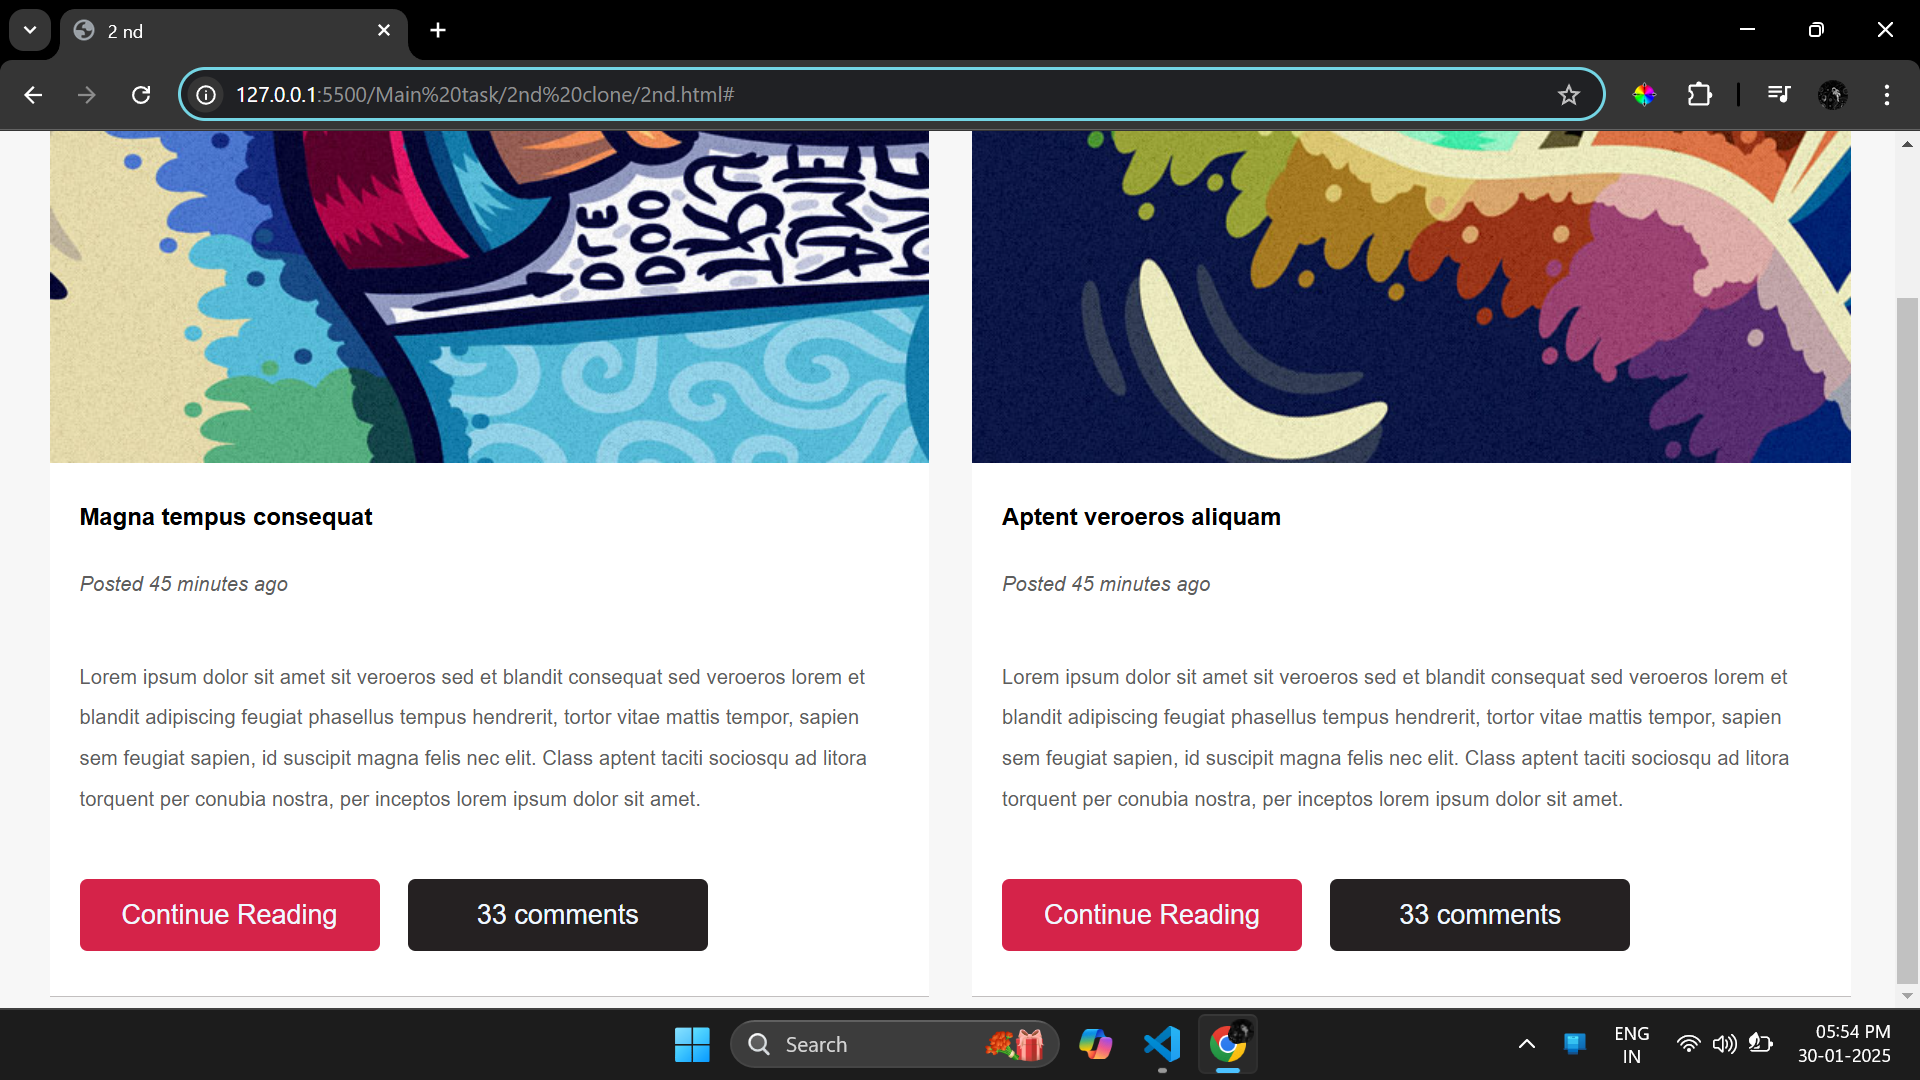 2 nd
127.0.0.1:5500/Main%20task/2nd%20clone/2nd.html#
Magna tempus consequat
Posted 45 minutes ago
Lorem ipsum dolor sit amet sit veroeros sed et blandit consequat sed veroeros lorem et
blandit adipiscing feugiat phasellus tempus hendrerit, tortor vitae mattis tempor, sapien
sem feugiat sapien, id suscipit magna felis nec elit. Class aptent taciti sociosqu ad litora
torquent per conubia nostra, per inceptos lorem ipsum dolor sit amet.
Continue Reading
33 comments
Aptent veroeros aliquam
Posted 45 minutes ago
Lorem ipsum dolor sit amet sit veroeros sed et blandit consequat sed veroeros lorem et
blandit adipiscing feugiat phasellus tempus hendrerit, tortor vitae mattis tempor, sapien
sem feugiat sapien, id suscipit magna felis nec elit. Class aptent taciti sociosqu ad litora
torquent per conubia nostra, per inceptos lorem ipsum dolor sit amet.
Continue Reading
33 comments
Search
ENG
IN
05:54 PM
30-01-2025